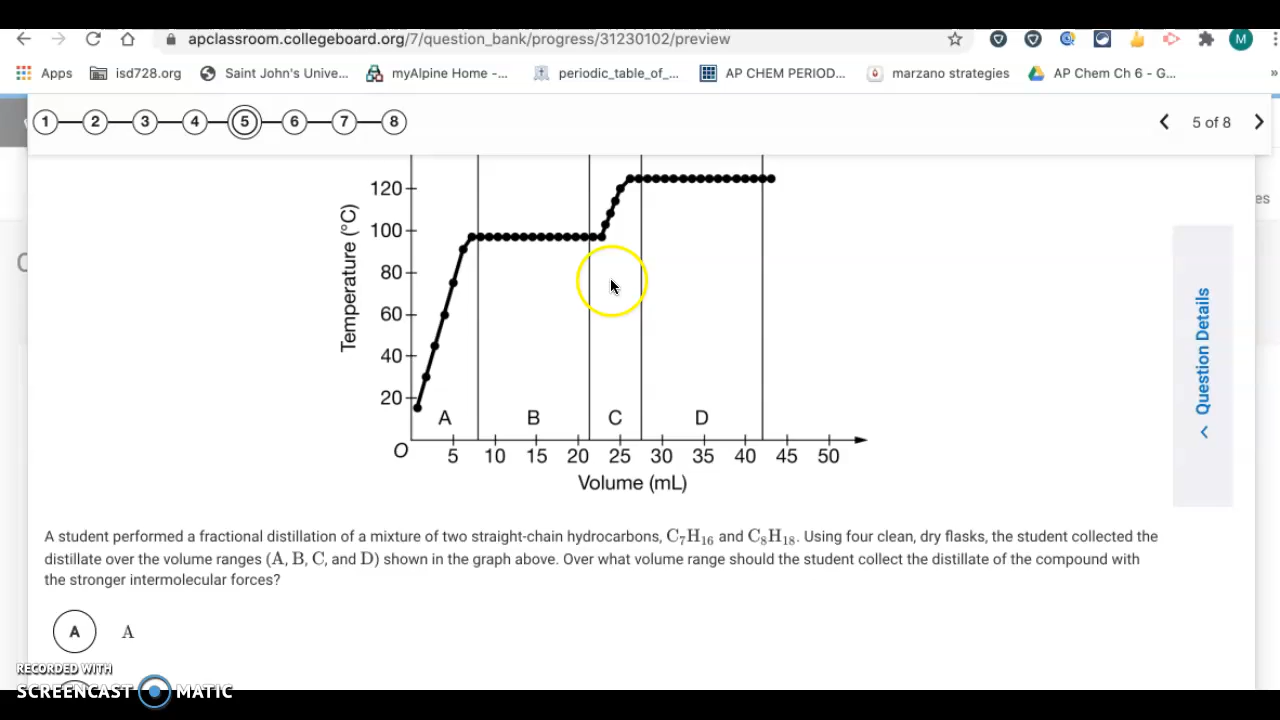 apclassroom.collegeboard.org/7/question_bank/progress/31230102/preview
M
Apps isd728.org Saint John's Unive... myAlpine Home -... periodic_table_of_... AP CHEM PERIOD... marzano strategies AP Chem Ch 6 - G... »
1 2 3 4 5 6 7 8 5 of 8
es
120
100
80
60
40
20
Temperature (°C)
A B C D
O 5 10 15 20 25 30 35 40 45 50
Volume (mL)
Question Details
A student performed a fractional distillation of a mixture of two straight-chain hydrocarbons, C₇H₁₆ and C₈H₁₈. Using four clean, dry flasks, the student collected the
distillate over the volume ranges (A, B, C, and D) shown in the graph above. Over what volume range should the student collect the distillate of the compound with
the stronger intermolecular forces?
A A
RECORDED WITH
SCREENCAST MATIC